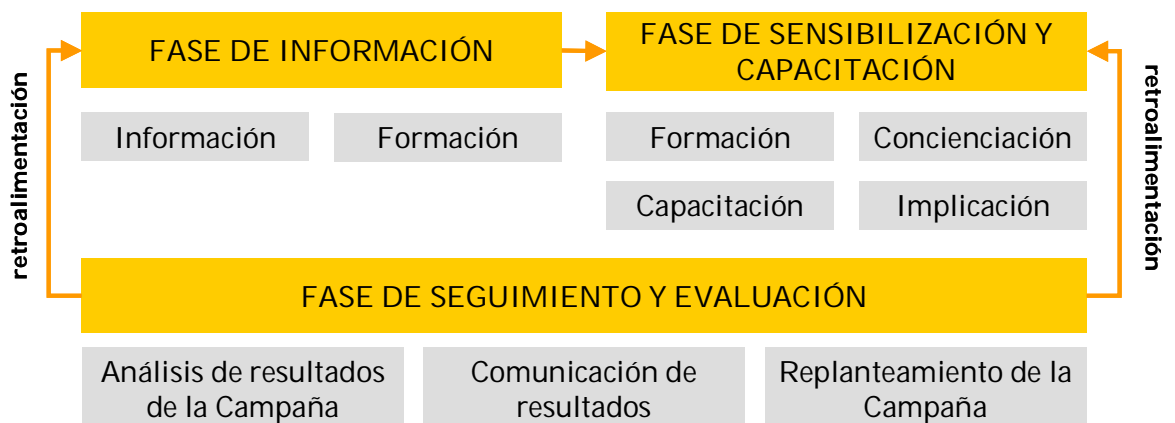 FASE DE INFORMACIÓN
FASE DE SENSIBILIZACIÓN Y
CAPACITACIÓN
retroalimentación
retroalimentación
Información
Formación
Formación
Concienciación
Capacitación
Implicación
FASE DE SEGUIMIENTO Y EVALUACIÓN
Análisis de resultados
de la Campaña
Comunicación de
resultados
Replanteamiento de la
Campaña